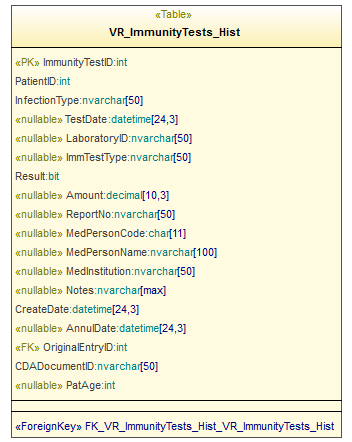 «Table»
VR_ImmunityTests_Hist
«PK» ImmunityTestID:int
PatientID:int
InfectionType:nvarchar[50]
«nullable» TestDate:datetime[24,3]
«nullable» LaboratoryID:nvarchar[50]
«nullable» ImmTestType:nvarchar[50]
Result:bit
«nullable» Amount:decimal[10,3]
«nullable» ReportNo:nvarchar[50]
«nullable» MedPersonCode:char[11]
«nullable» MedPersonName:nvarchar[100]
«nullable» MedInstitution:nvarchar[50]
«nullable» Notes:nvarchar[max]
CreateDate:datetime[24,3]
«nullable» AnnulDate:datetime[24,3]
«FK» OriginalEntryID:int
CDADocumentID:nvarchar[50]
«nullable» PatAge:int
«ForeignKey» FK_VR_ImmunityTests_Hist_VR_ImmunityTests_Hist